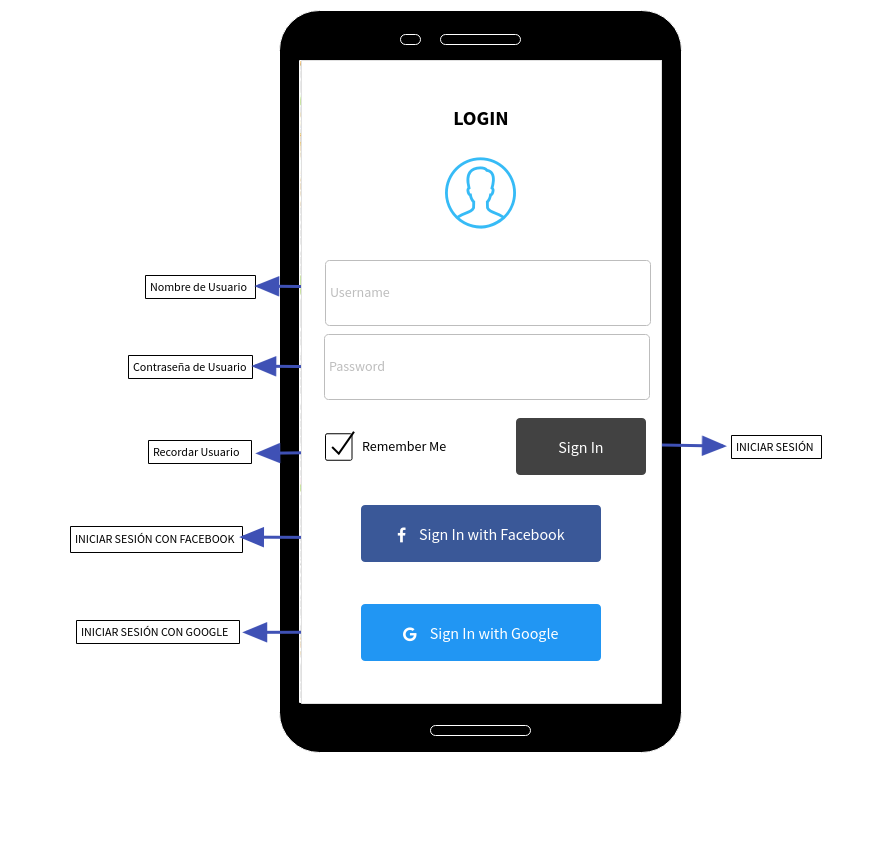 LOGIN
Nombre de Usuario
Username
Contraseña de Usuario
Password
Recordar Usuario
Remember Me
Sign In
INICIAR SESIÓN
INICIAR SESIÓN CON FACEBOOK
Sign In with Facebook
INICIAR SESIÓN CON GOOGLE
Sign In with Google